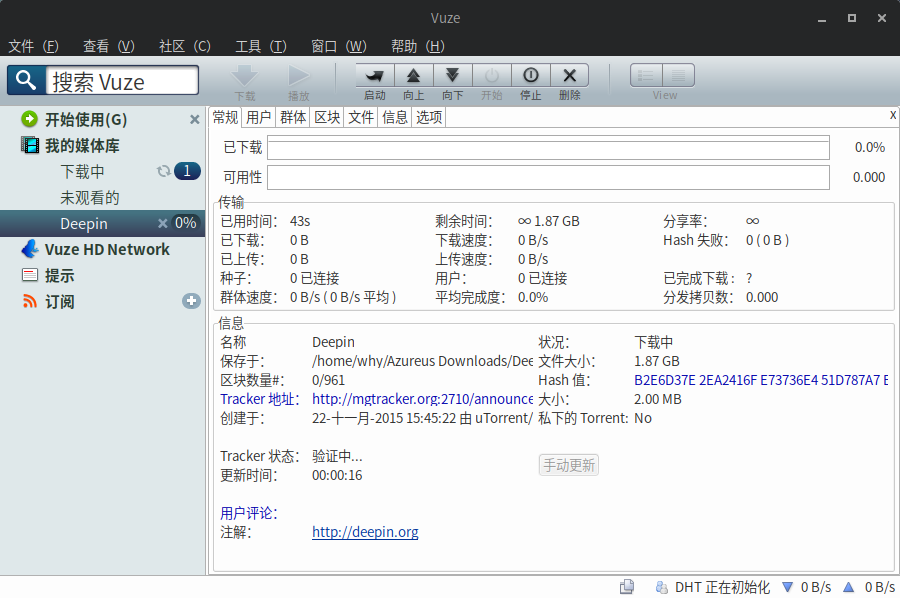 Vuze
文件 (F) 查看 (V) 社区 (C) 工具 (T) 窗口 (W) 帮助 (H)
搜索 Vuze
下载 播放 启动 向上 向下 开始 停止 删除 View
开始使用(G)
我的媒体库
下载中 1
未观看的
Deepin 0%
Vuze HD Network
提示
订阅
常规 用户 群体 区块 文件 信息 选项 X
已下载 0.0%
可用性 0.000
传输
已用时间: 43s 剩余时间: ∞ 1.87 GB 分享率: ∞
已下载: 0 B 下载速度: 0 B/s Hash 失败: 0 ( 0 B )
已上传: 0 B 上传速度: 0 B/s
种子: 0 已连接 用户: 0 已连接 已完成下载 : ?
群体速度: 0 B/s ( 0 B/s 平均 ) 平均完成度: 0.0% 分发拷贝数: 0.000
信息
名称 Deepin 状况: 下载中
保存于: /home/why/Azureus Downloads/Dee 文件大小: 1.87 GB
区块数量#: 0/961 Hash 值: B2E6D37E 2EA2416F E73736E4 51D787A7 E
Tracker 地址: http://mgtracker.org:2710/announce 大小: 2.00 MB
创建于: 22-十一月-2015 15:45:22 由 uTorrent/ 私下的 Torrent: No
Tracker 状态: 验证中... 手动更新
更新时间: 00:00:16
用户评论:
注解: http://deepin.org
DHT 正在初始化 0 B/s 0 B/s